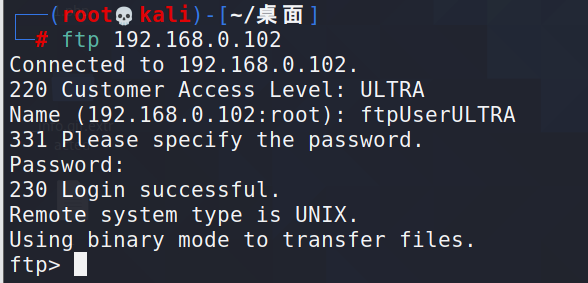 ┌──(root💀kali)-[~/桌面]
└─# ftp 192.168.0.102
Connected to 192.168.0.102.
220 Customer Access Level: ULTRA
Name (192.168.0.102:root): ftpUserULTRA
331 Please specify the password.
Password:
230 Login successful.
Remote system type is UNIX.
Using binary mode to transfer files.
ftp>